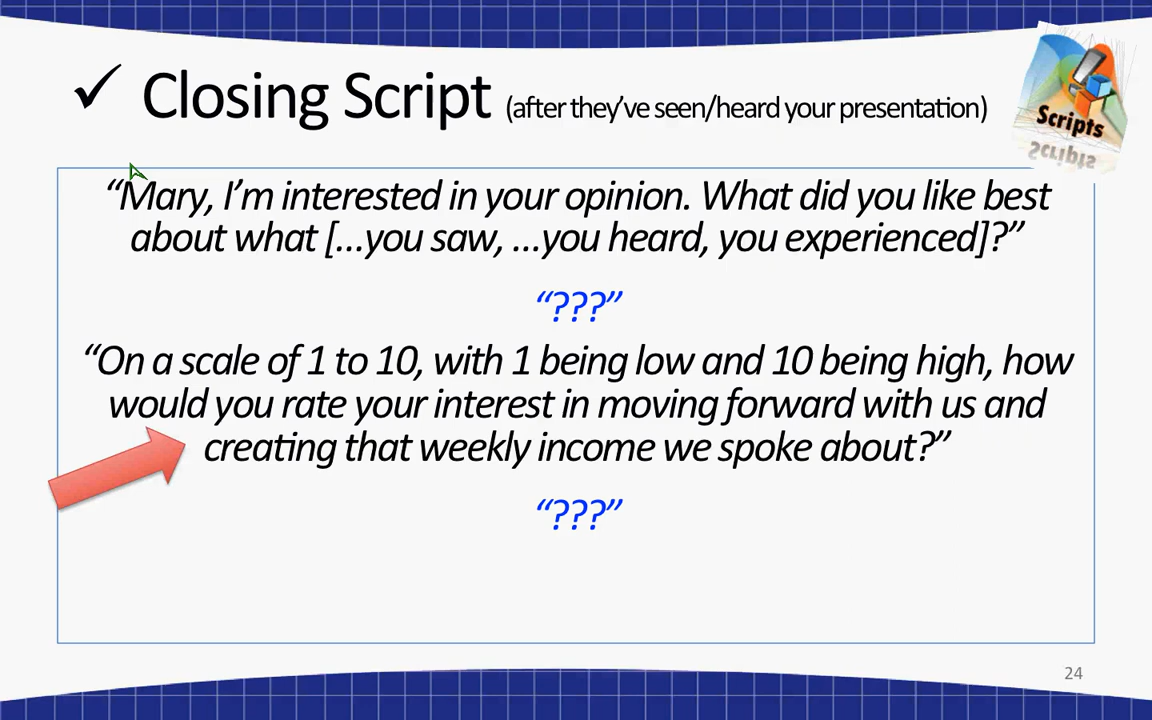 ✓ Closing Script (after they've seen/heard your presentation)
Scripts
“Mary, I'm interested in your opinion. What did you like best
about what [...you saw, ...you heard, you experienced]?”
“???”
“On a scale of 1 to 10, with 1 being low and 10 being high, how
would you rate your interest in moving forward with us and
creating that weekly income we spoke about?”
“???”
24